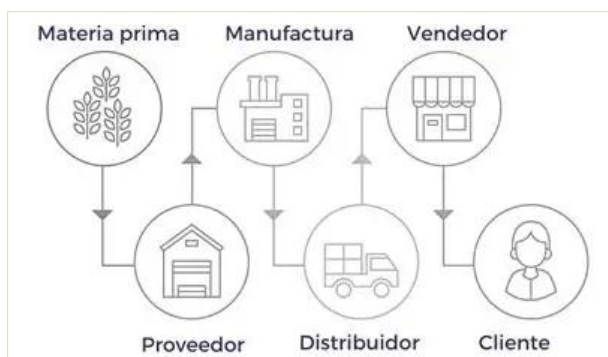 Materia prima
Manufactura
Vendedor
Proveedor
Distribuidor
Cliente